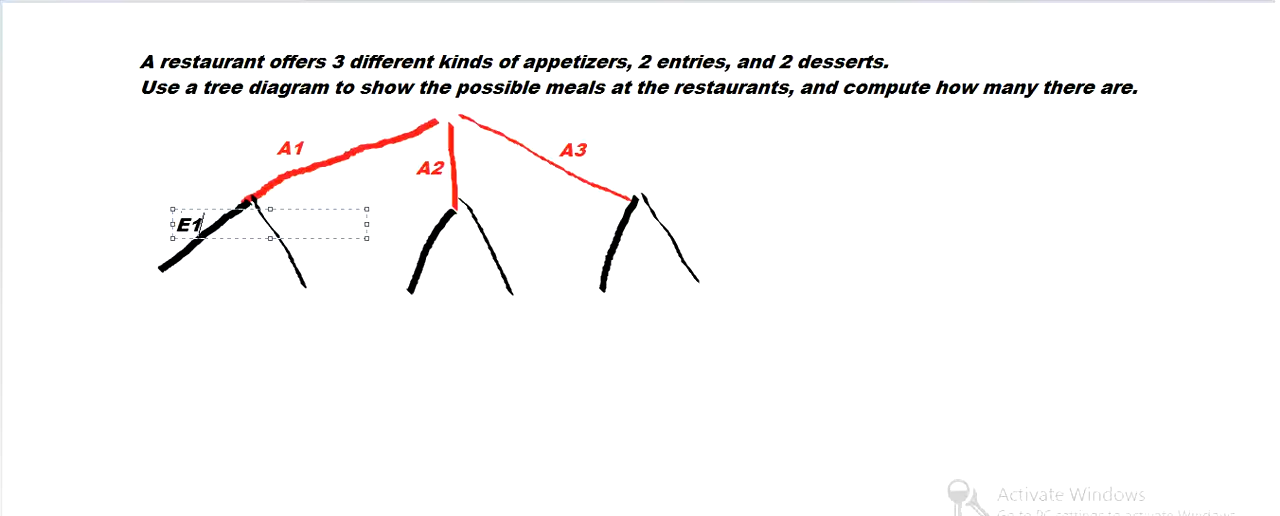 A restaurant offers 3 different kinds of appetizers, 2 entries, and 2 desserts.
Use a tree diagram to show the possible meals at the restaurants, and compute how many there are.
A1
A3
A2
E1
Activate Windows